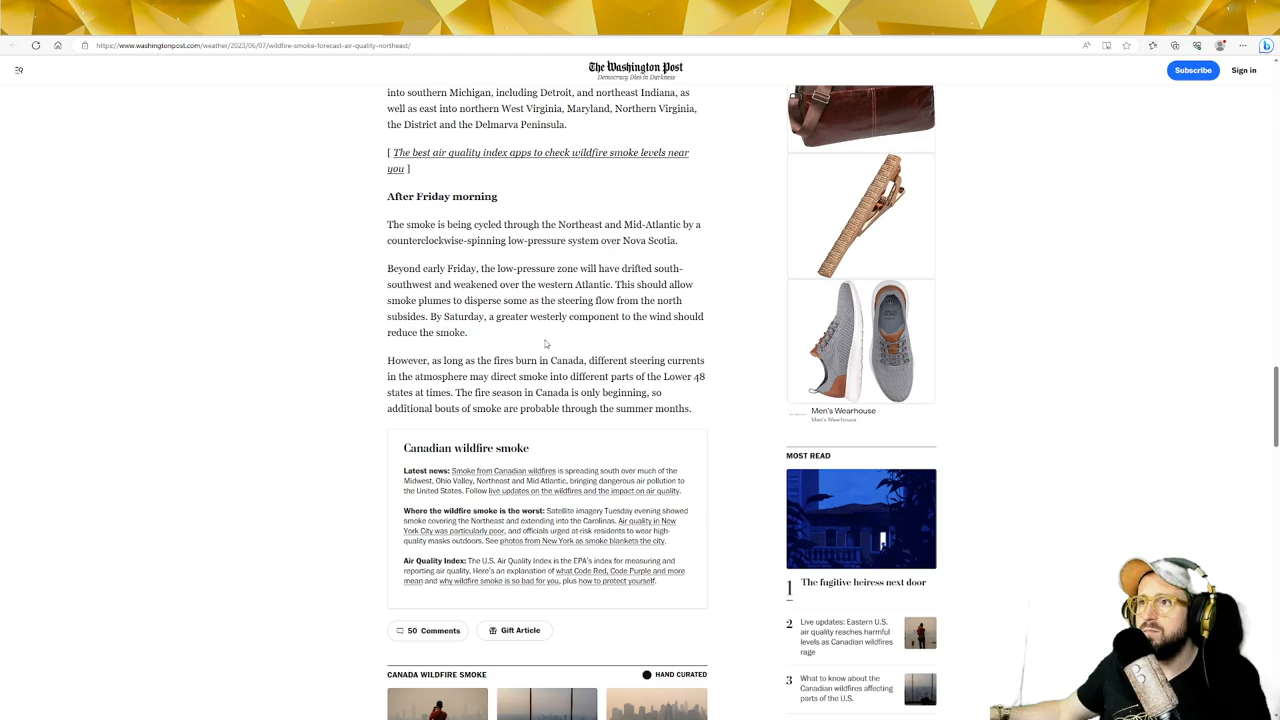 https://www.washingtonpost.com/weather/2023/06/07/wildfire-smoke-forecast-air-quality-northeast/
The Washington Post
Democracy Dies in Darkness
Subscribe
Sign in
into southern Michigan, including Detroit, and northeast Indiana, as
well as east into northern West Virginia, Maryland, Northern Virginia,
the District and the Delmarva Peninsula.
[ The best air quality index apps to check wildfire smoke levels near
you ]
After Friday morning
The smoke is being cycled through the Northeast and Mid-Atlantic by a
counterclockwise-spinning low-pressure system over Nova Scotia.
Beyond early Friday, the low-pressure zone will have drifted south-
southwest and weakened over the western Atlantic. This should allow
smoke plumes to disperse some as the steering flow from the north
subsides. By Saturday, a greater westerly component to the wind should
reduce the smoke.
However, as long as the fires burn in Canada, different steering currents
in the atmosphere may direct smoke into different parts of the Lower 48
states at times. The fire season in Canada is only beginning, so
additional bouts of smoke are probable through the summer months.
Canadian wildfire smoke
Latest news: Smoke from Canadian wildfires is spreading south over much of the
Midwest, Ohio Valley, Northeast and Mid-Atlantic, bringing dangerous air pollution to
the United States. Follow live updates on the wildfires and the impact on air quality.
Where the wildfire smoke is the worst: Satellite imagery Tuesday evening showed
smoke covering the Northeast and extending into the Carolinas. Air quality in New
York City was particularly poor, and officials urged at-risk residents to wear high-
quality masks outdoors. See photos from New York as smoke blankets the city.
Air Quality Index: The U.S. Air Quality Index is the EPA's index for measuring and
reporting air quality. Here's an explanation of what Code Red, Code Purple and more
mean and why wildfire smoke is so bad for you, plus how to protect yourself.
50 Comments
Gift Article
CANADA WILDFIRE SMOKE
HAND CURATED
Men's Wearhouse
Men's Wearhouse
MOST READ
1 The fugitive heiress next door
2 Live updates: Eastern U.S.
air quality reaches harmful
levels as Canadian wildfires
rage
3 What to know about the
Canadian wildfires affecting
parts of the U.S.